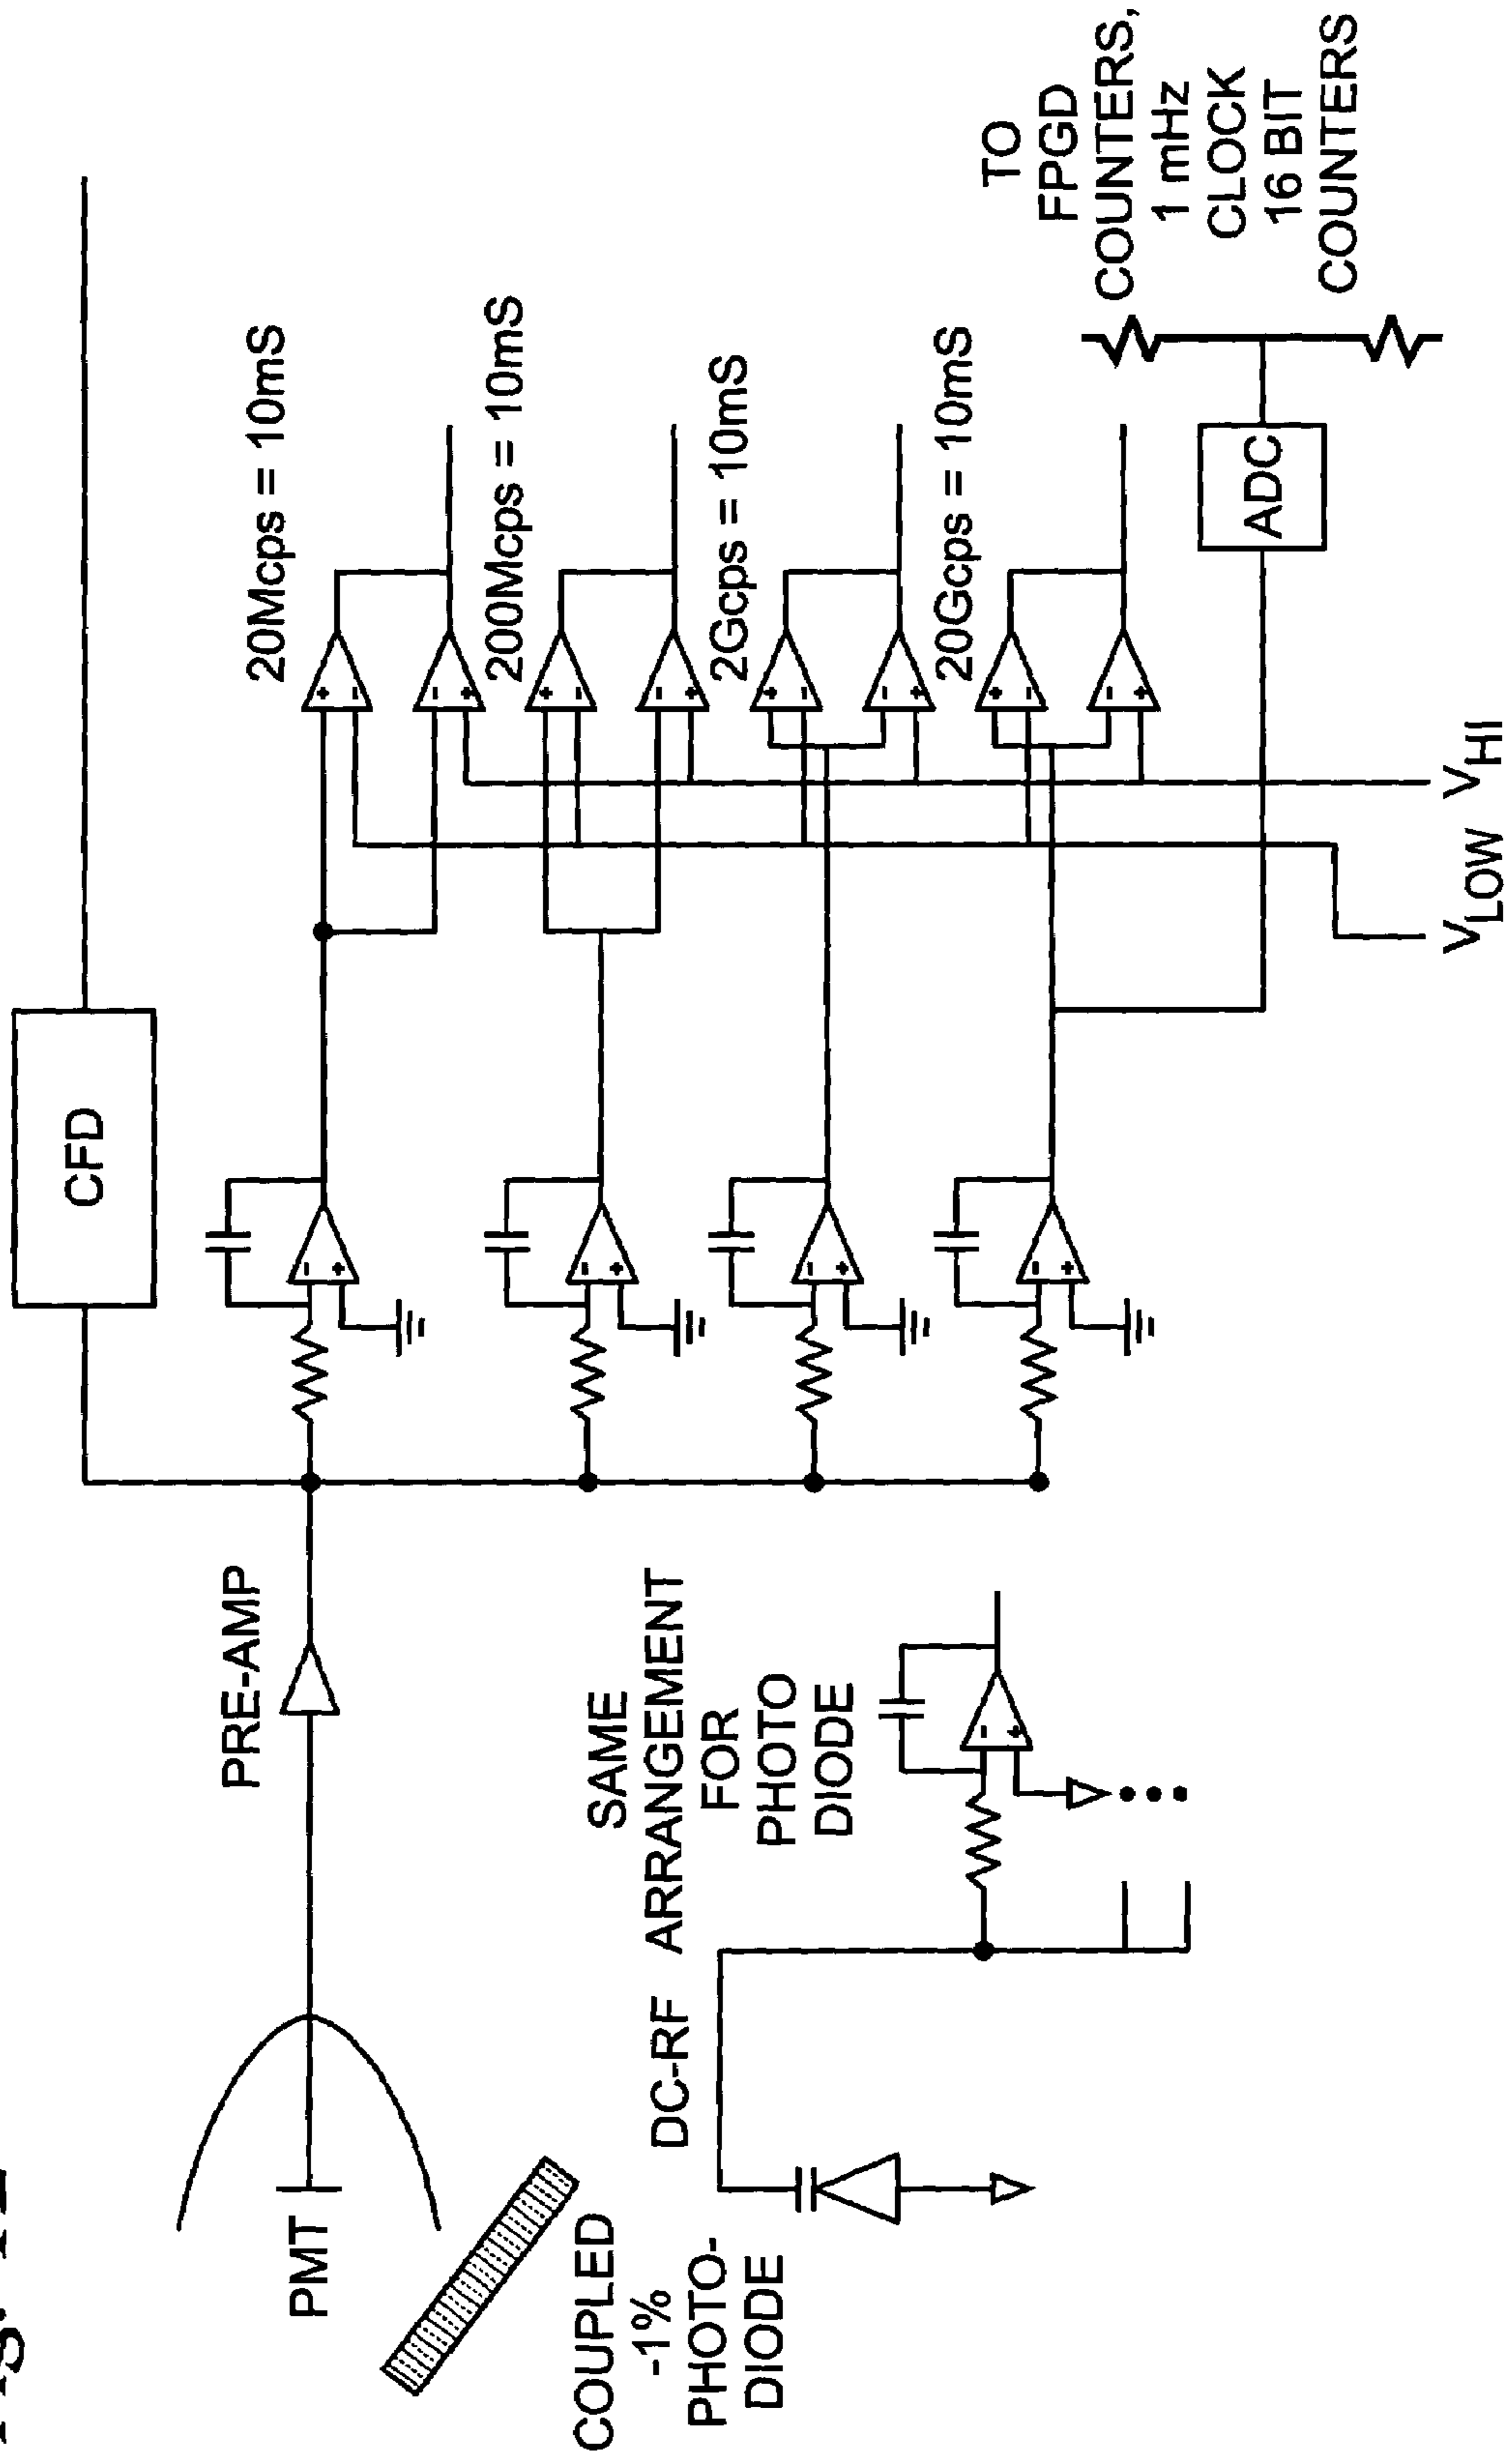 CFD
PRE-AMP
PMT
20Mcps = 10mS
200Mcps = 10mS
2Gcps = 10mS
20Gcps = 10mS
ADC
TO
FPGD
COUNTERS,
1 mHz
CLOCK
16 BIT
COUNTERS
VLOW
VHI
COUPLED
-1%
PHOTO-
DIODE
DC-RF
SAME
ARRANGEMENT
FOR
PHOTO
DIODE